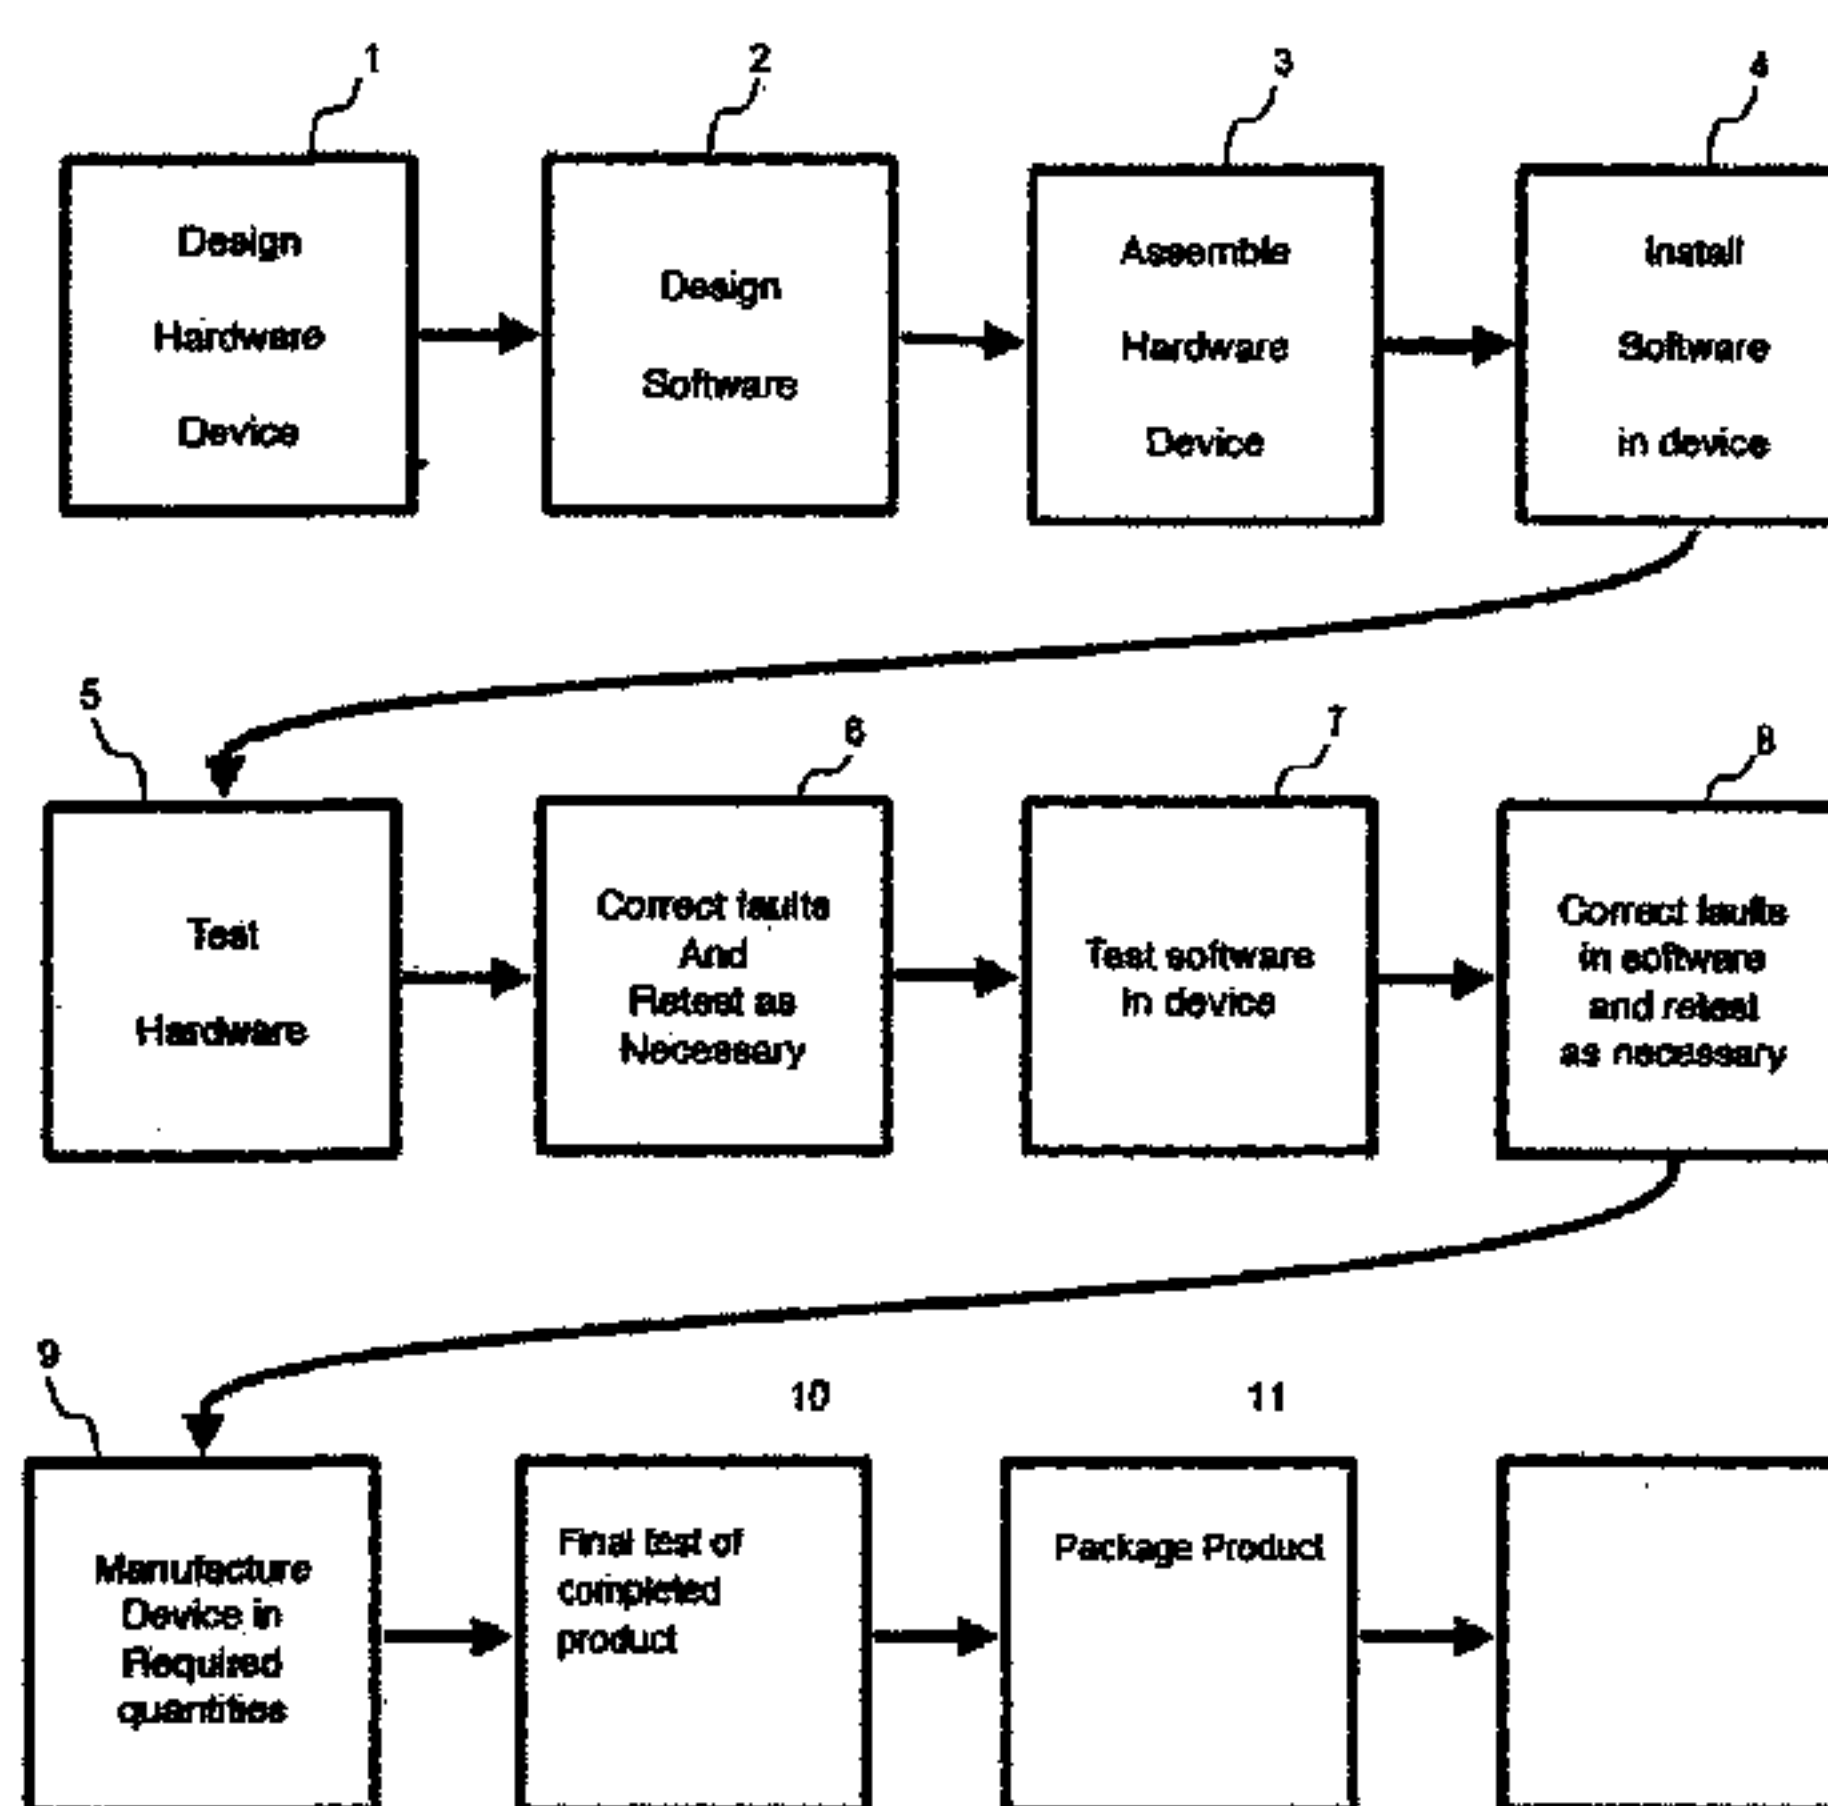 1
2
3
4
Design
Hardware
Device
Design
Software
Assemble
Hardware
Device
Install
Software
in device
5
6
7
8
Test
Hardware
Correct faults
And
Retest as
Necessary
Test software
in device
Correct faults
in software
and retest
as necessary
9
10
11
Manufacture
Device in
Required
quantities
Final test of
completed
product
Package Product